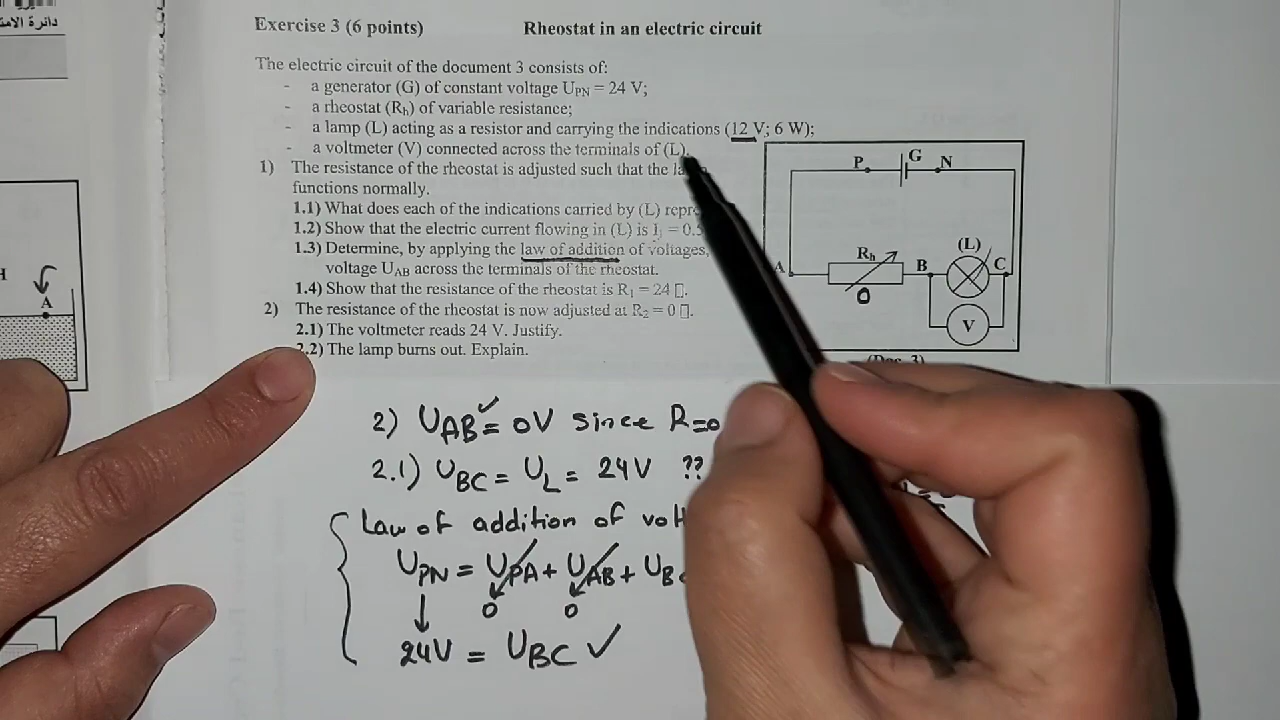 دائرة
Exercise 3 (6 points) Rheostat in an electric circuit
The electric circuit of the document 3 consists of:
- a generator (G) of constant voltage UPN = 24 V;
- a rheostat (Rh) of variable resistance;
- a lamp (L) acting as a resistor and carrying the indications (12 V; 6 W);
- a voltmeter (V) connected across the terminals of (L).
1) The resistance of the rheostat is adjusted such that the
functions normally.
1.1) What does each of the indications carried by (L)
1.2) Show that the electric current flowing in (L) is I1 = 0.5
1.3) Determine, by applying the law of addition of voltages,
voltage UAB across the terminals of the rheostat.
1.4) Show that the resistance of the rheostat is R1 = 24 ▯.
2) The resistance of the rheostat is now adjusted at R2 = 0 ▯.
2.1) The voltmeter reads 24 V. Justify.
2.2) The lamp burns out. Explain.
P G N
A Rh B (L) C
0
V
(Doc. 3)
H
A
2) UAB = 0V since R=0
2.1) UBC = UL = 24V ??
Law of addition of
UPN = UPA + UAB +
0 0
24V = UBC ✓